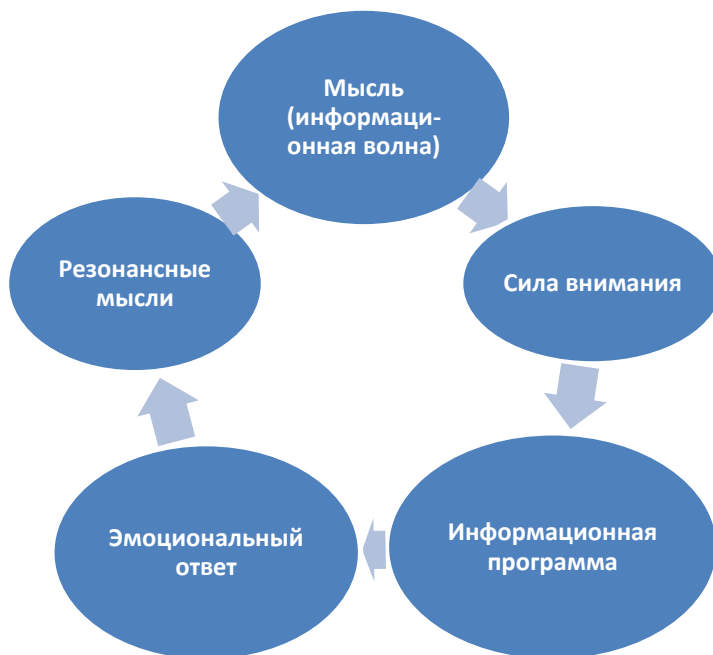 Мысль
(информаци-
онная волна)
Сила внимания
Информационная
программа
Эмоциональный
ответ
Резонансные
мысли